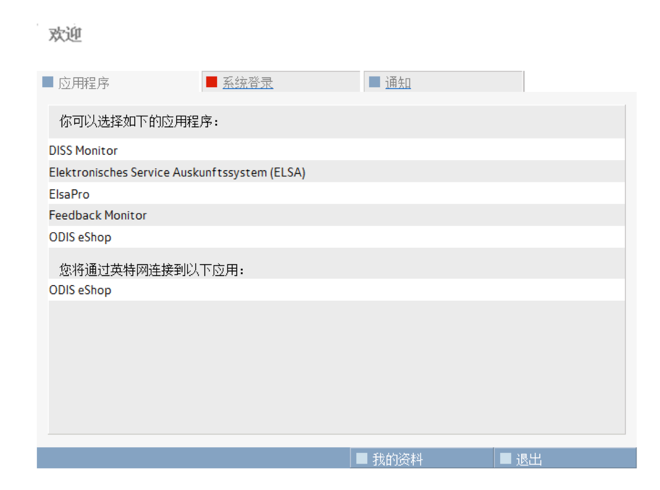 欢迎
应用程序 系统登录 通知
你可以选择如下的应用程序：
DISS Monitor
Elektronisches Service Auskunftssystem (ELSA)
ElsaPro
Feedback Monitor
ODIS eShop
您将通过英特网连接到以下应用：
ODIS eShop
我的资料 退出